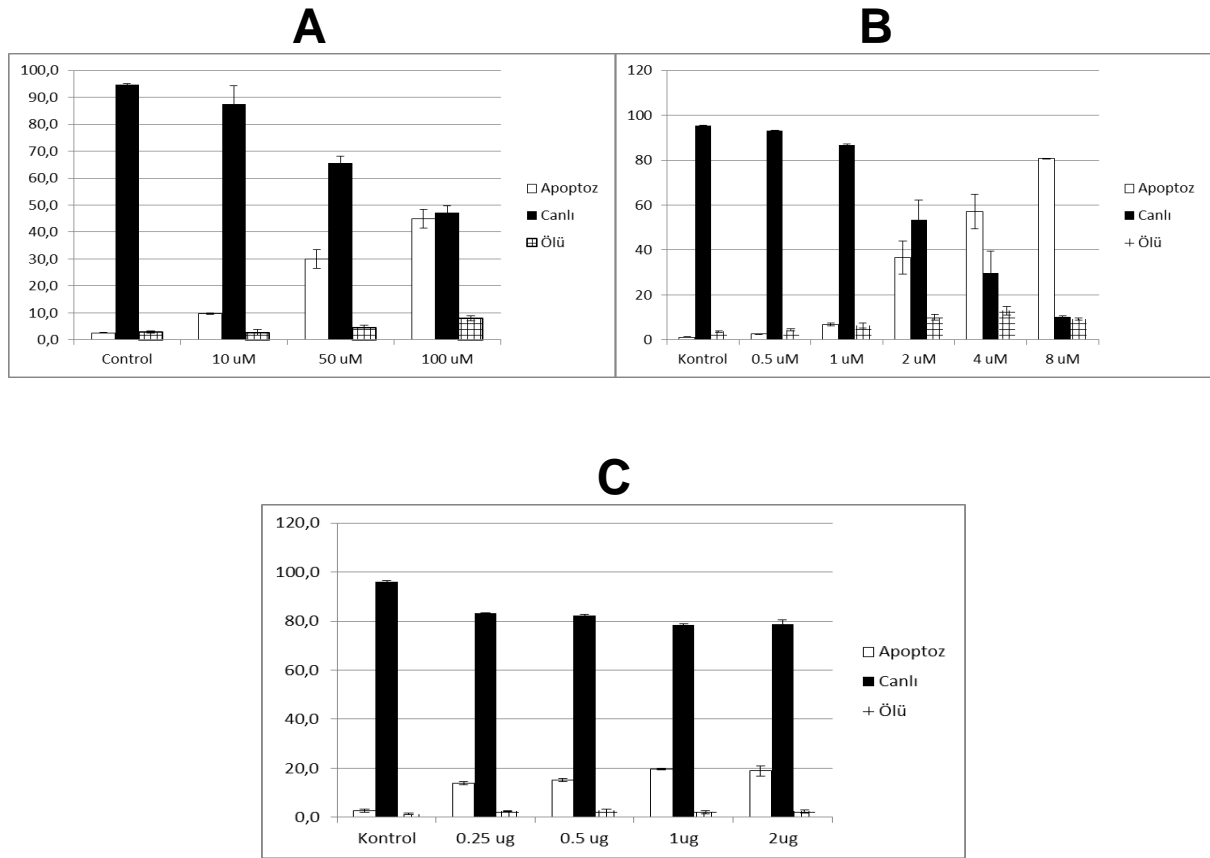 A
100,0
90,0
80,0
70,0
60,0
50,0
40,0
30,0
20,0
10,0
0,0
Control 10 uM 50 uM 100 uM
Apoptoz
Canlı
Ölü
B
120
100
80
60
40
20
0
Kontrol 0.5 uM 1 uM 2 uM 4 uM 8 uM
Apoptoz
Canlı
Ölü
C
120,0
100,0
80,0
60,0
40,0
20,0
0,0
Kontrol 0.25 ug 0.5 ug 1ug 2ug
Apoptoz
Canlı
Ölü